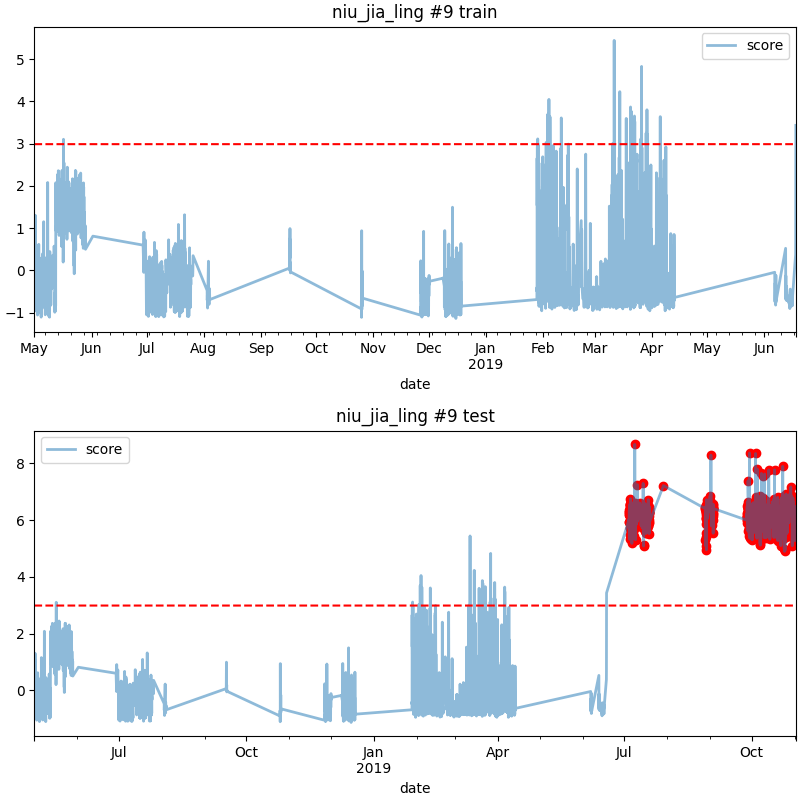 niu_jia_ling #9 train
score
5
4
3
2
1
0
−1
May Jun Jul Aug Sep Oct Nov Dec Jan Feb Mar Apr May Jun
2019
date
niu_jia_ling #9 test
score
8
6
4
2
0
Jul Oct Jan Apr Jul Oct
2019
date